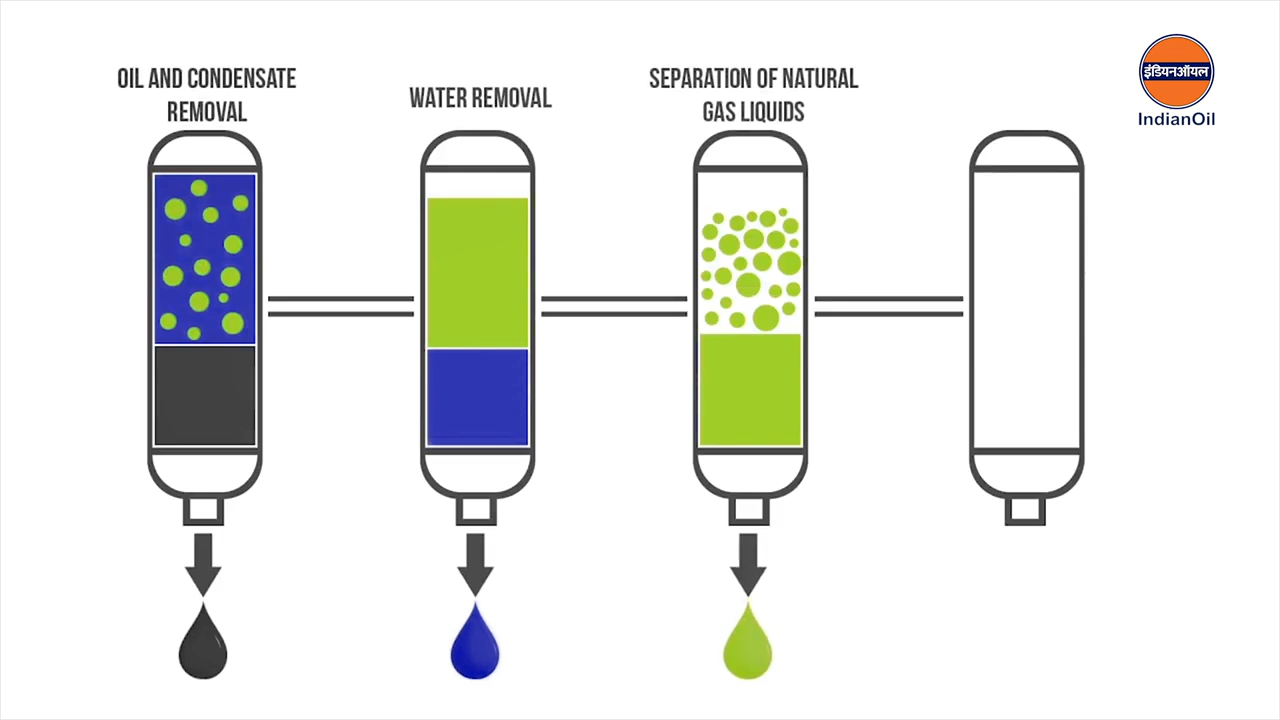 OIL AND CONDENSATE
REMOVAL
WATER REMOVAL
SEPARATION OF NATURAL
GAS LIQUIDS
इंडियनऑयल
IndianOil